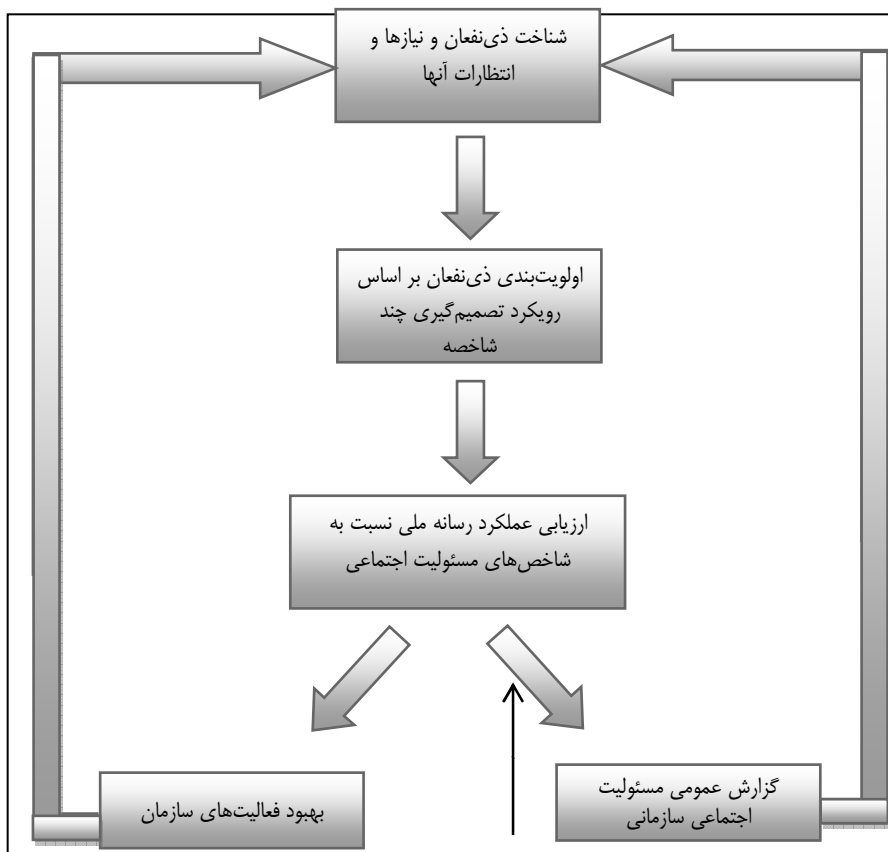 شناخت ذی‌نفعان و نیازها و
انتظارات آنها
اولویت‌بندی ذی‌نفعان بر اساس
رویکرد تصمیم‌گیری چند
شاخصه
ارزیابی عملکرد رسانه ملی نسبت به
شاخص‌های مسئولیت اجتماعی
گزارش عمومی مسئولیت
اجتماعی سازمانی
بهبود فعالیت‌های سازمان